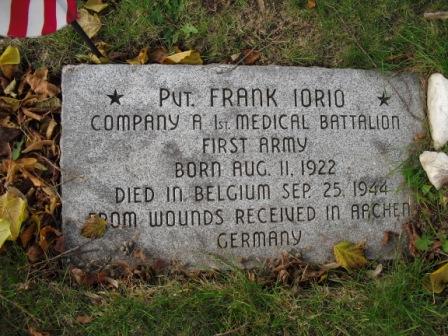 ★ Pvt. FRANK IORIO ★
COMPANY A 1st. MEDICAL BATTALION
FIRST ARMY
BORN AUG. 11, 1922
DIED IN BELGIUM SEP. 25, 1944
FROM WOUNDS RECEIVED IN AACHEN
GERMANY